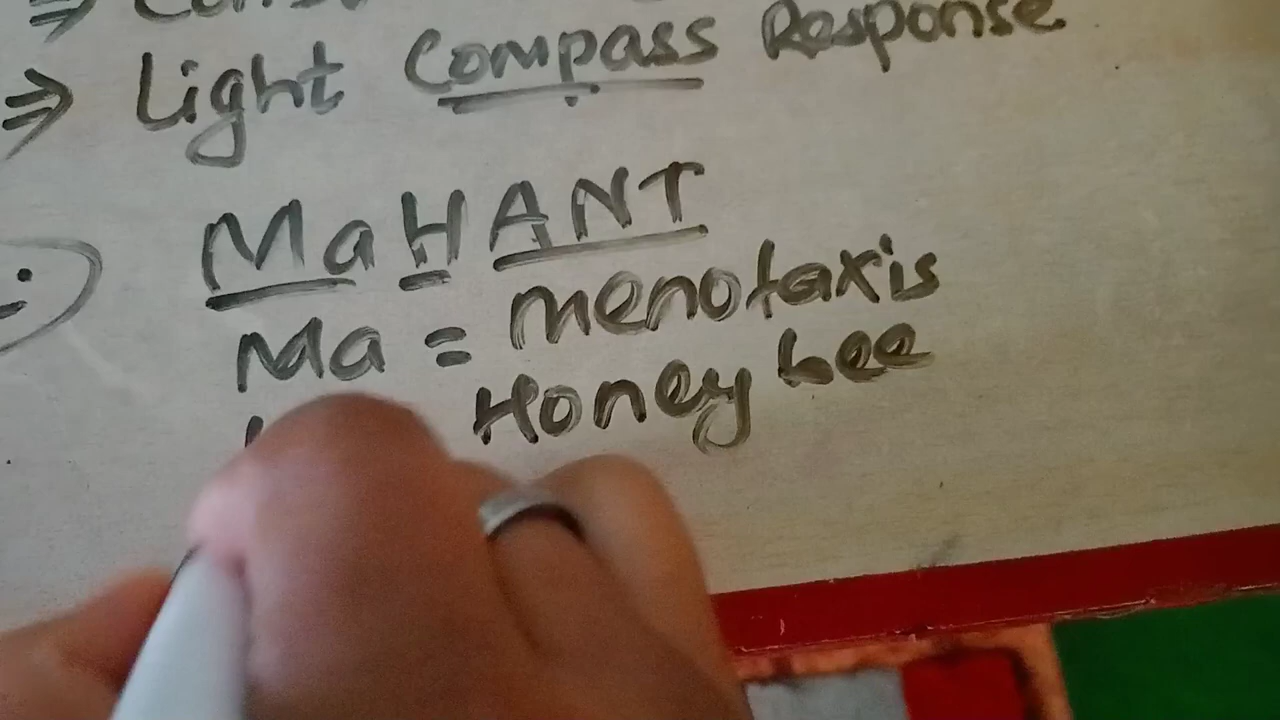 ⇒ Light Compass Response
MaHANT
Ma = menotaxis
Honey bee